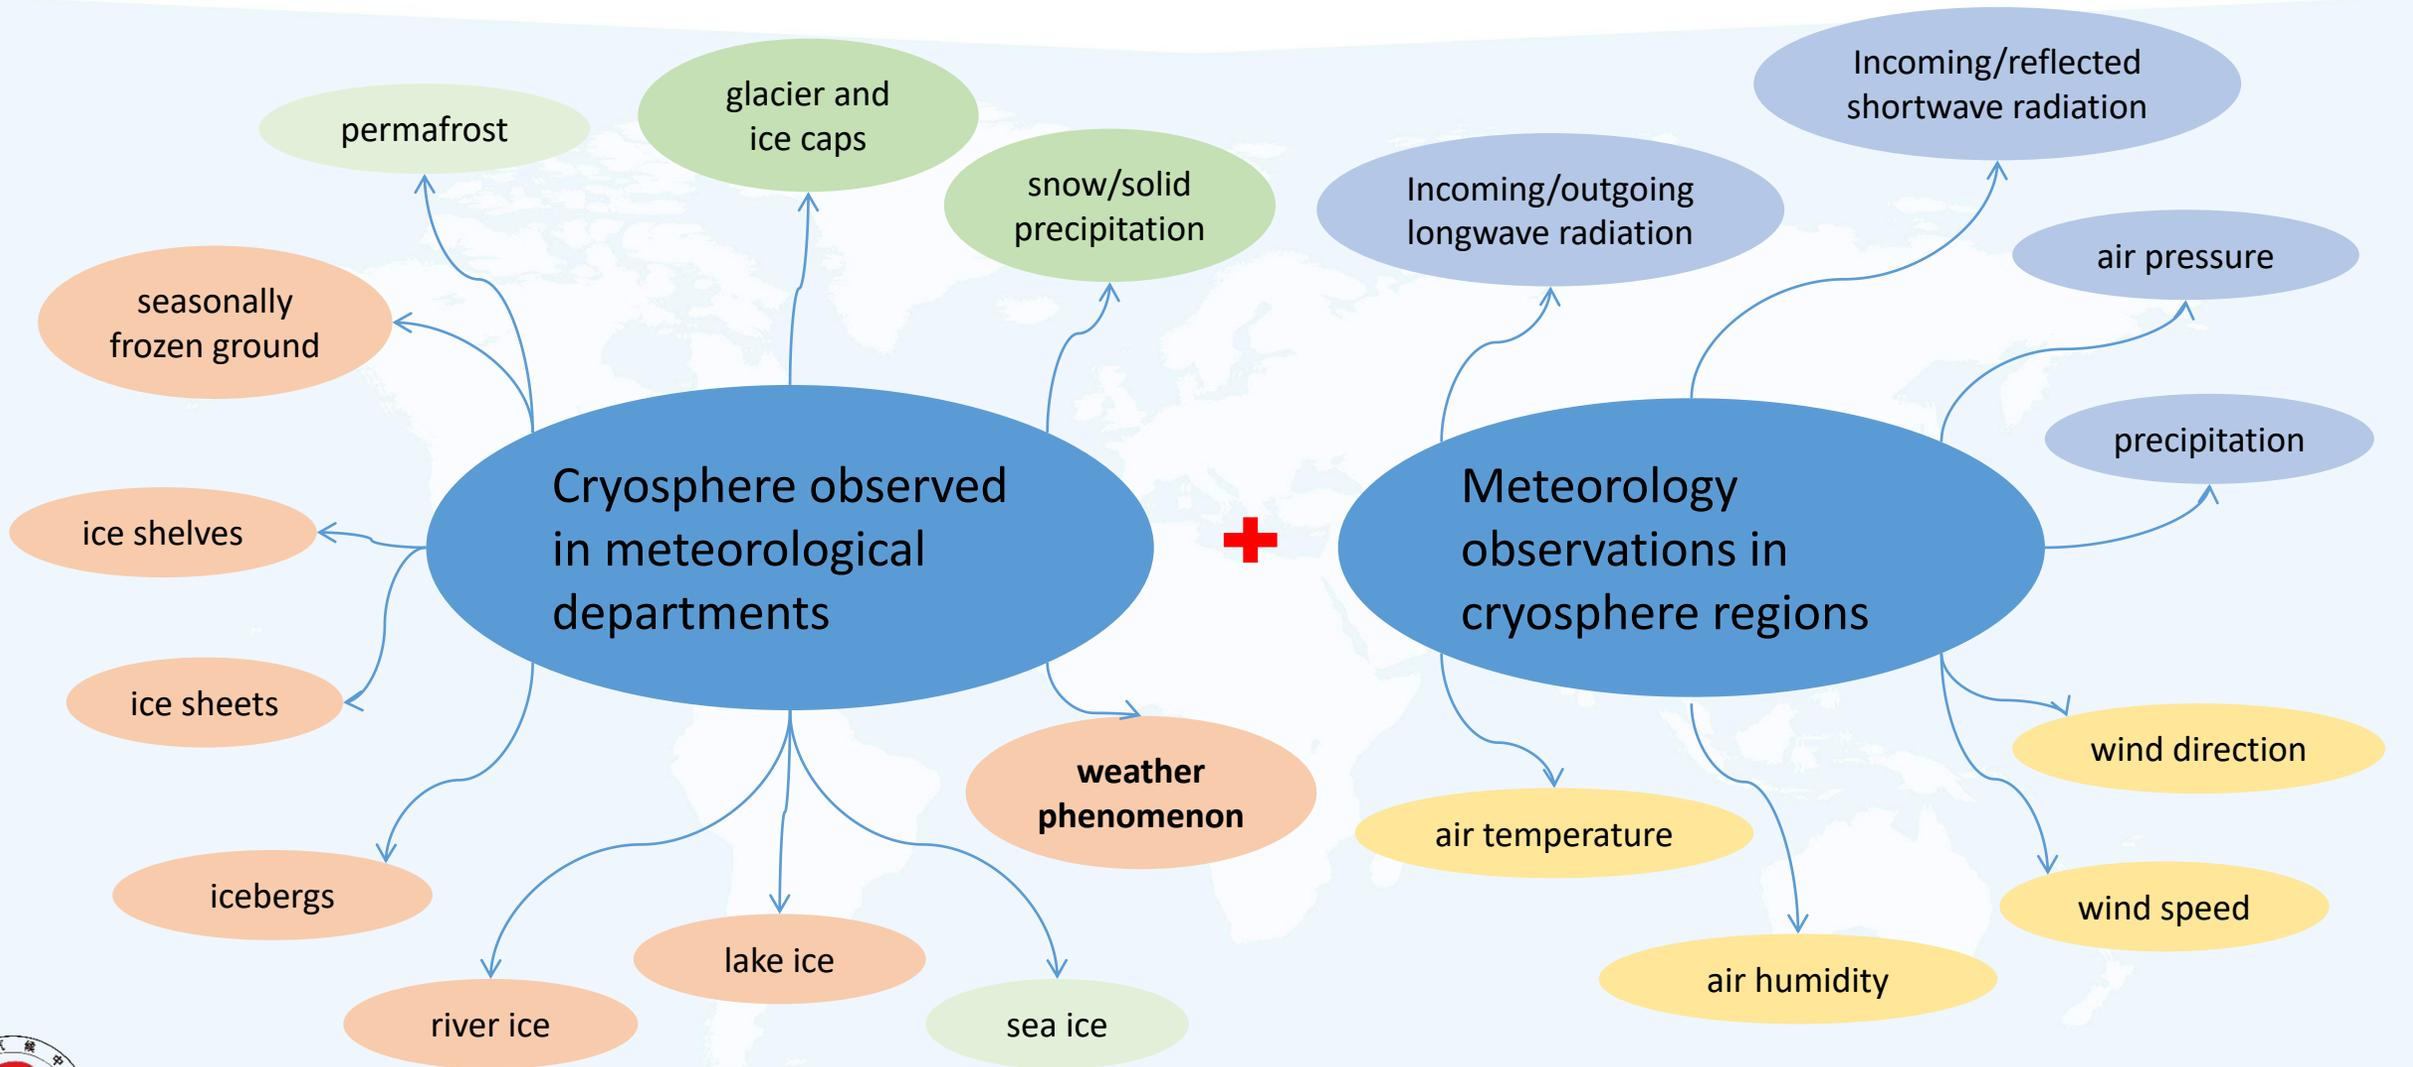 permafrost
glacier and
ice caps
snow/solid
precipitation
seasonally
frozen ground
ice shelves
ice sheets
icebergs
river ice
lake ice
sea ice
weather
phenomenon
Cryosphere observed
in meteorological
departments
Incoming/outgoing
longwave radiation
Incoming/reflected
shortwave radiation
air pressure
precipitation
Meteorology
observations in
cryosphere regions
wind direction
wind speed
air temperature
air humidity
候中